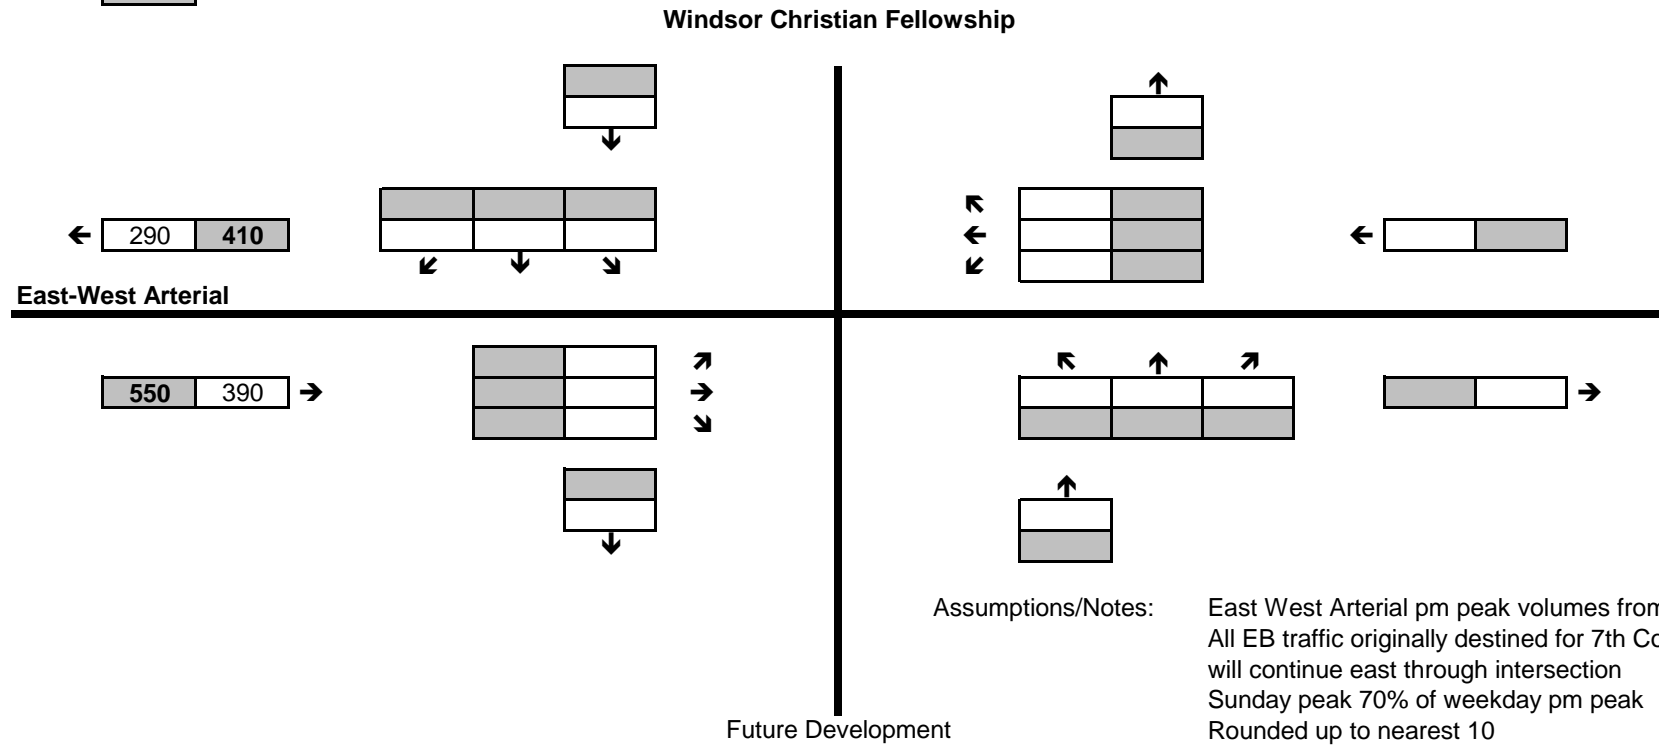 Windsor Christian Fellowship
290 410
East-West Arterial
550 390
Assumptions/Notes: East West Arterial pm peak volumes from
All EB traffic originally destined for 7th Co
will continue east through intersection
Sunday peak 70% of weekday pm peak
Future Development Rounded up to nearest 10